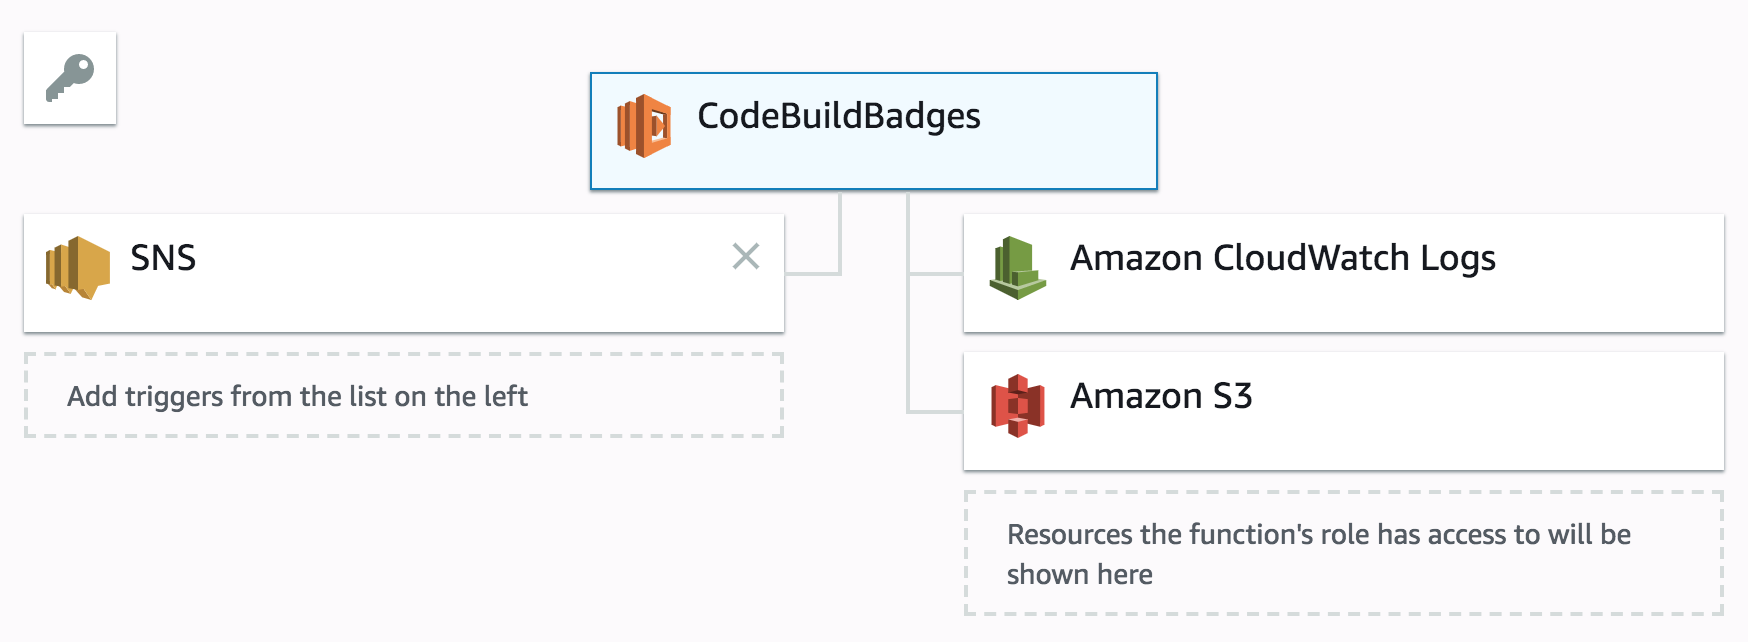 CodeBuildBadges
SNS
Add triggers from the list on the left
Amazon CloudWatch Logs
Amazon S3
Resources the function's role has access to will be
shown here